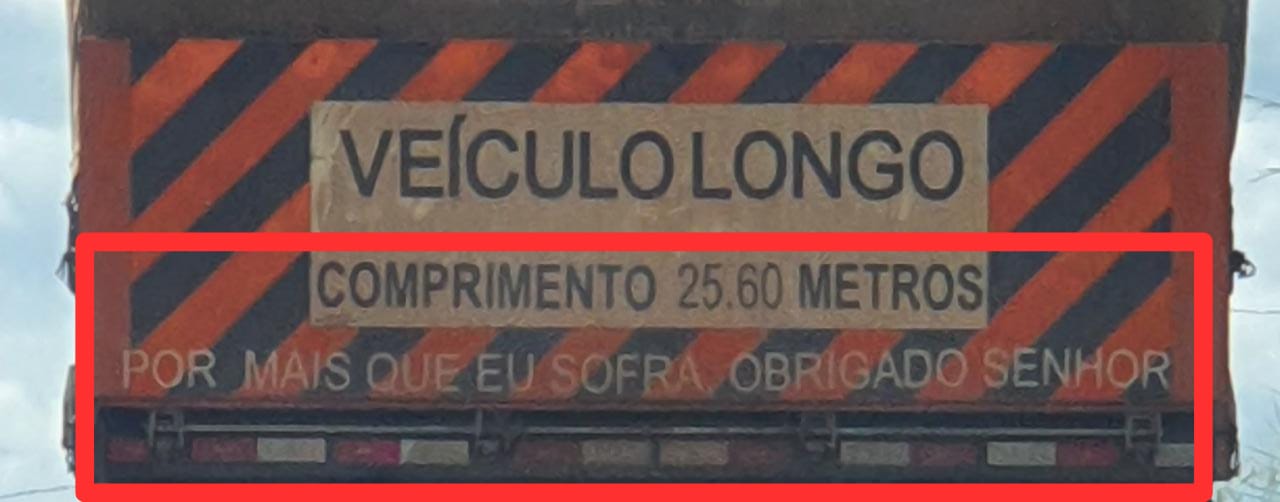 VEÍCULO LONGO
COMPRIMENTO 25.60 METROS
POR MAIS QUE EU SOFRA OBRIGADO SENHOR